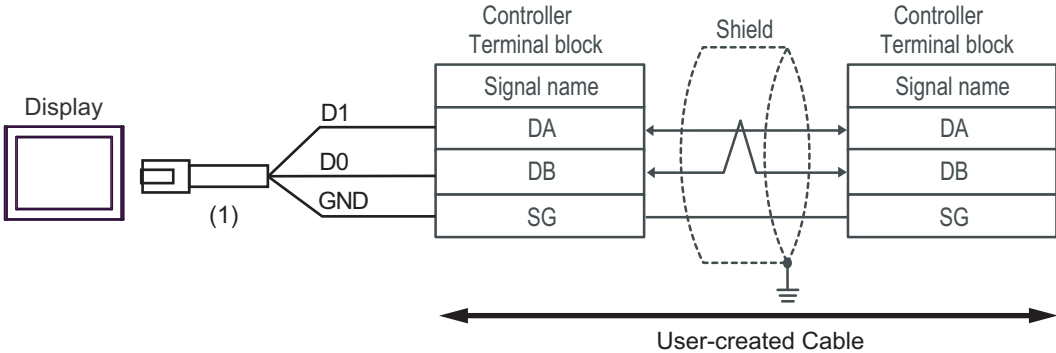 Display
(1)
D1
D0
GND
Controller
Terminal block
Signal name
DA
DB
SG
Shield
Controller
Terminal block
Signal name
DA
DB
SG
User-created Cable